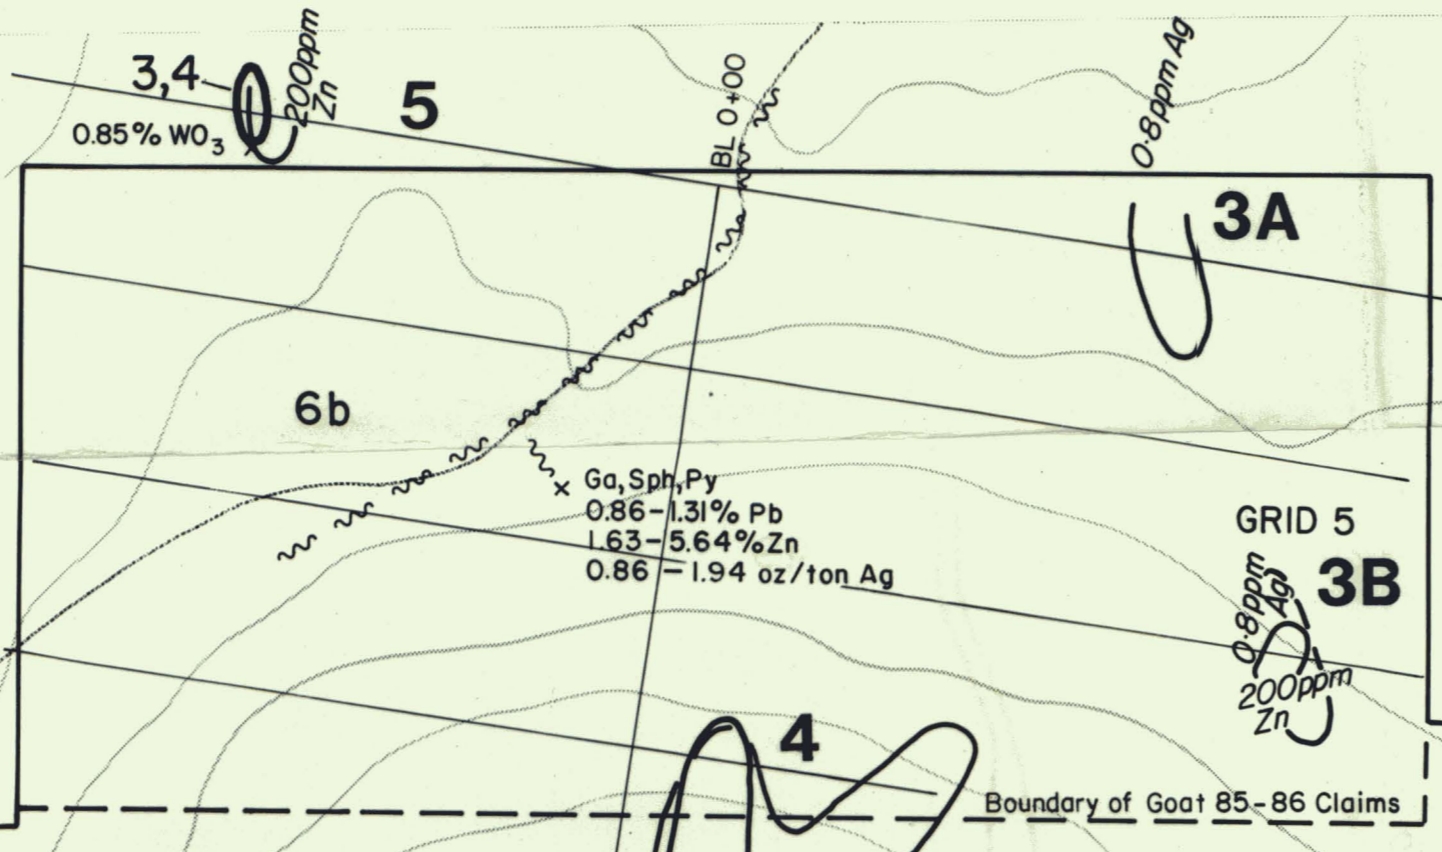 3,4
200ppm
Zn
5
0.85% WO3
BL 0+00
0.8ppm Ag
3A
6b
Ga,Sph,Py
0.86-1.31% Pb
1.63-5.64%Zn
0.86-1.94 oz/ton Ag
GRID 5
3B
0.8ppm
Ag
200ppm
Zn
4
Boundary of Goat 85-86 Claims